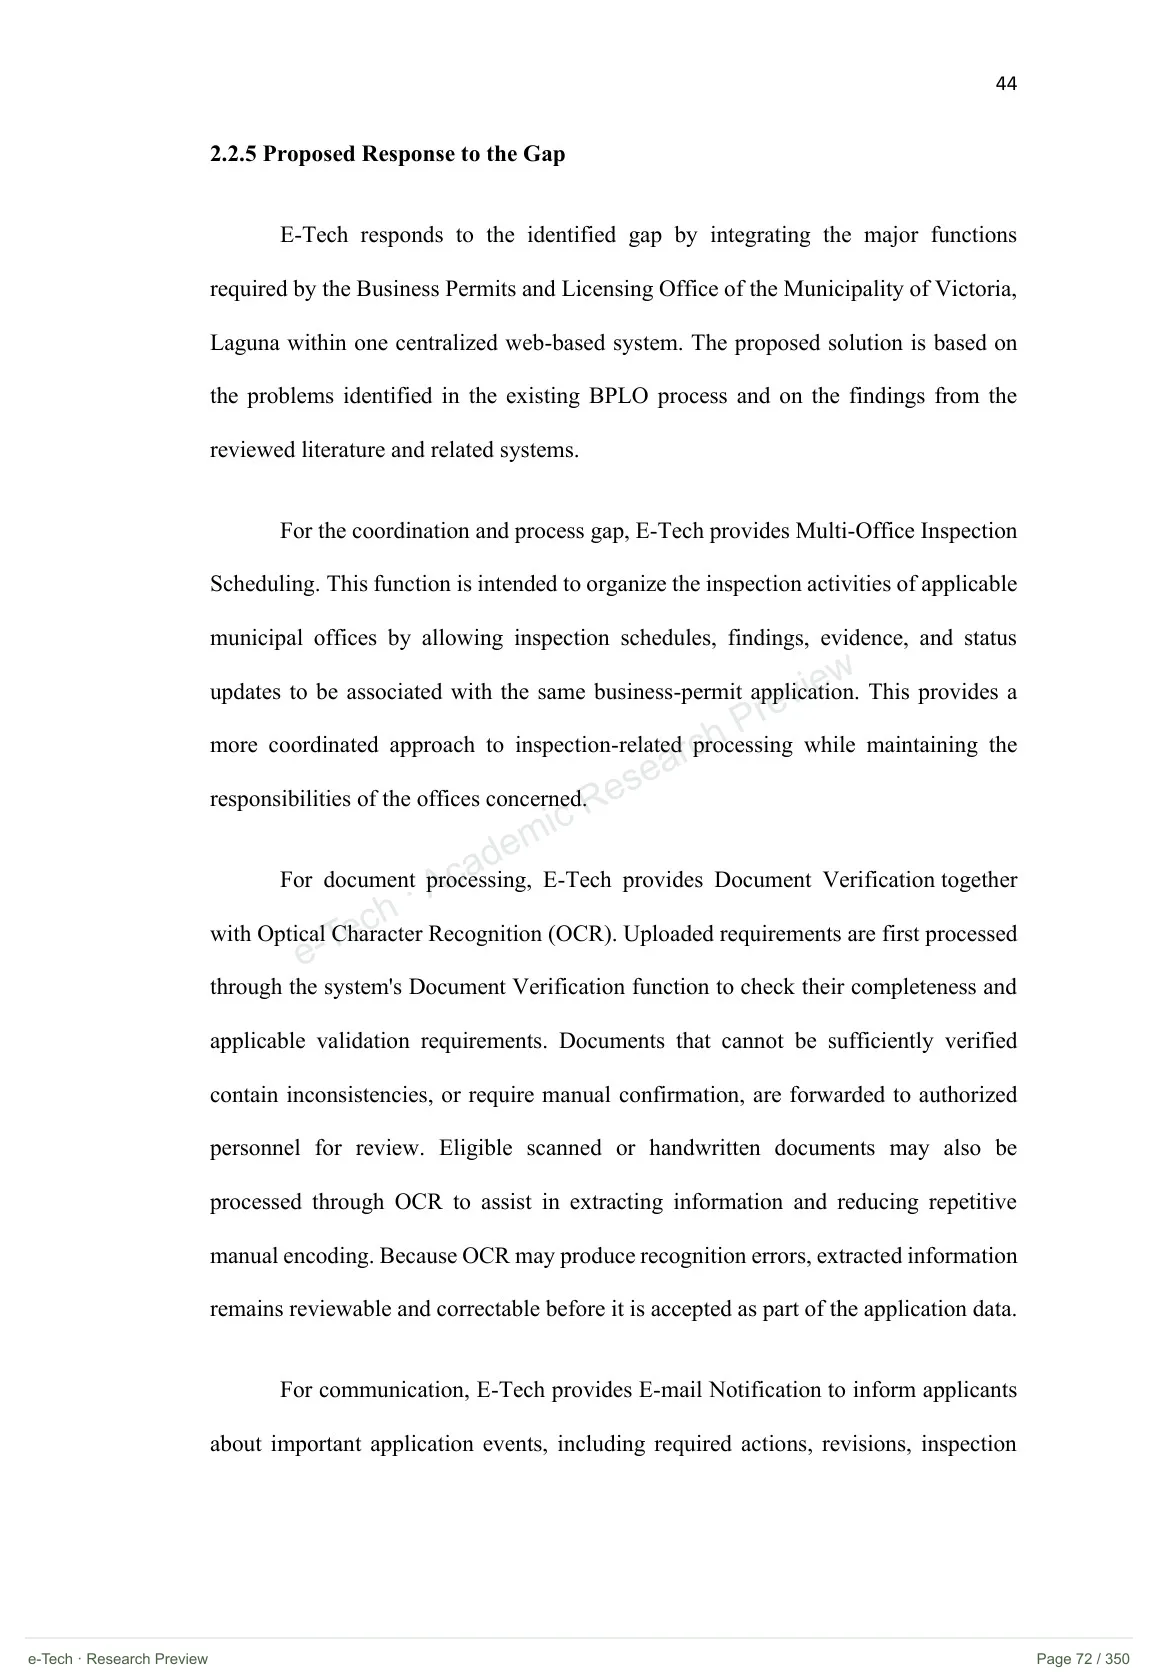 44
2.2.5 Proposed Response to the Gap
E-Tech responds to the identified gap by integrating the major functions
required by the Business Permits and Licensing Office of the Municipality of Victoria,
Laguna within one centralized web-based system. The proposed solution is based on
the problems identified in the existing BPLO process and on the findings from the
reviewed literature and related systems.
For the coordination and process gap, E-Tech provides Multi-Office Inspection
Scheduling. This function is intended to organize the inspection activities of applicable
municipal offices by allowing inspection schedules, findings, evidence, and status
updates to be associated with the same business-permit application. This provides a
more coordinated approach to inspection-related processing while maintaining the
responsibilities of the offices concerned.
For document processing, E-Tech provides Document Verification together
with Optical Character Recognition (OCR). Uploaded requirements are first processed
through the system's Document Verification function to check their completeness and
applicable validation requirements. Documents that cannot be sufficiently verified
contain inconsistencies, or require manual confirmation, are forwarded to authorized
personnel for review. Eligible scanned or handwritten documents may also be
processed through OCR to assist in extracting information and reducing repetitive
manual encoding. Because OCR may produce recognition errors, extracted information
remains reviewable and correctable before it is accepted as part of the application data.
For communication, E-Tech provides E-mail Notification to inform applicants
about important application events, including required actions, revisions, inspection
e-Tech · Academic Research Preview
e-Tech · Research Preview
Page 72 / 350